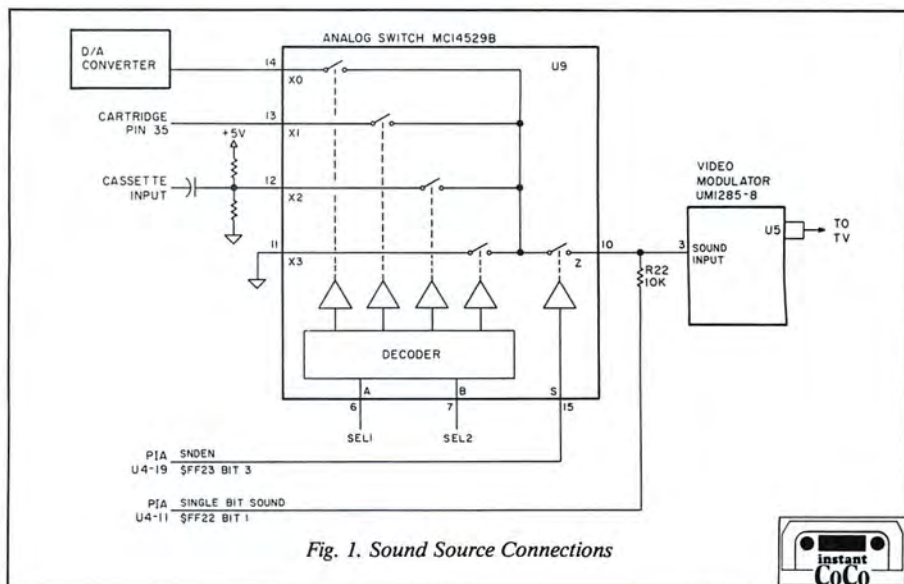 ANALOG SWITCH MC14529B
D/A
CONVERTER
14
X0
U9
CARTRIDGE
PIN 35
13
X1
+5V
CASSETTE
INPUT
12
X2
11
X3
Z
10
VIDEO
MODULATOR
UM1285-8
3
SOUND
INPUT
U5
TO
TV
R22
10K
DECODER
A
B
S
6
7
15
SEL1
SEL2
PIA
U4-19
SNDEN
$FF23 BIT 3
PIA
U4-11
SINGLE BIT SOUND
$FF22 BIT 1
Fig. 1. Sound Source Connections
instant
CoCo